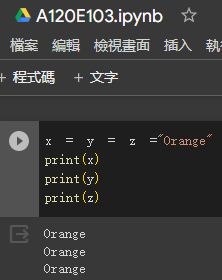 A120E103.ipynb
檔案 編輯 檢視畫面 插入
+ 程式碼 + 文字
x = y = z ="Orange"
print(x)
print(y)
print(z)
Orange
Orange
Orange